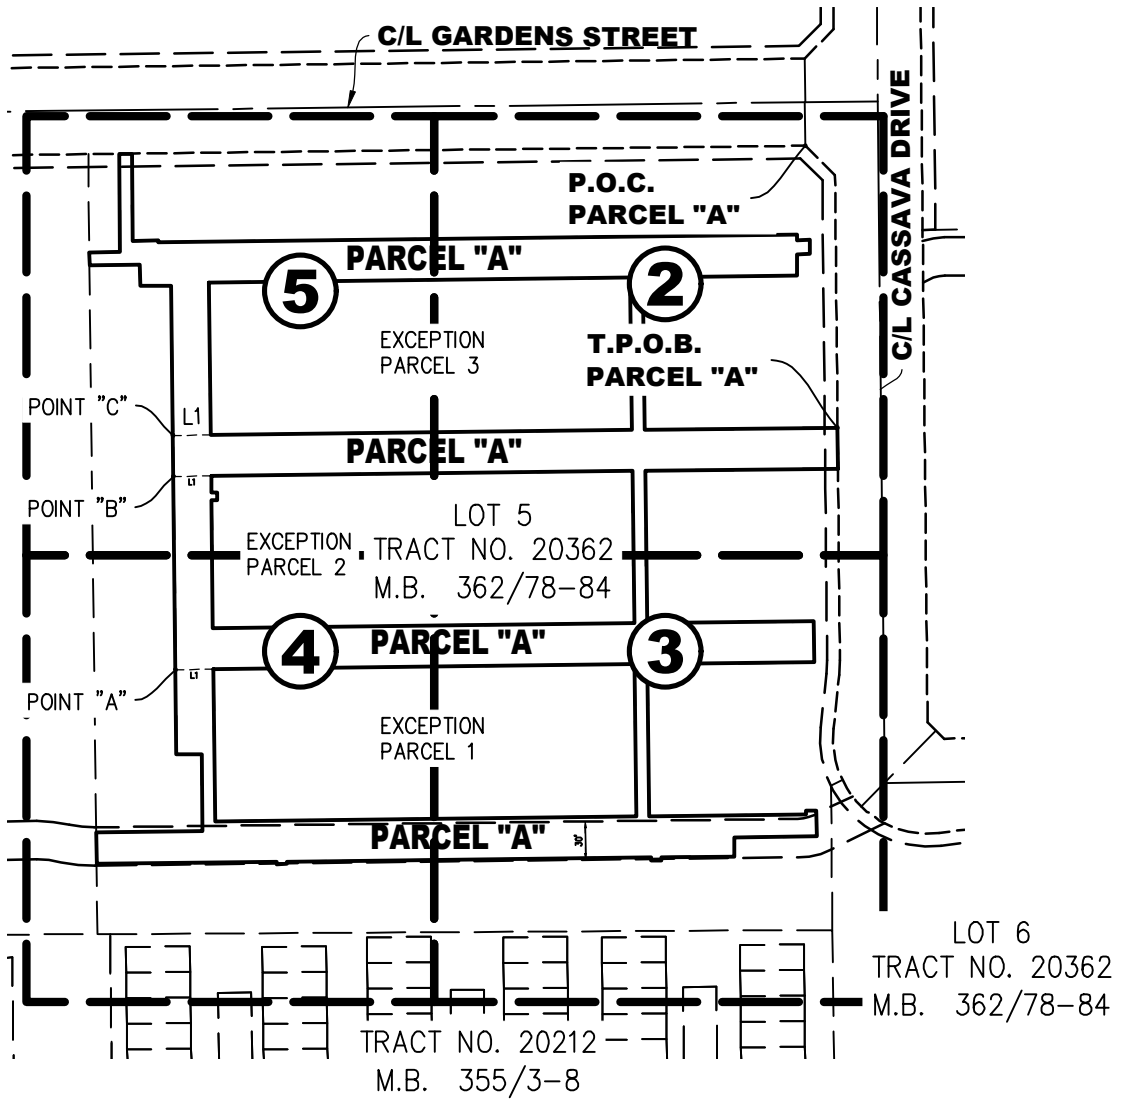 C/L GARDENS STREET
C/L CASSAVA DRIVE
P.O.C.
PARCEL "A"
PARCEL "A"
5
2
EXCEPTION
PARCEL 3
T.P.O.B.
PARCEL "A"
POINT "C"
L1
PARCEL "A"
L1
POINT "B"
LOT 5
TRACT NO. 20362
M.B. 362/78-84
EXCEPTION
PARCEL 2
PARCEL "A"
4
3
L1
POINT "A"
EXCEPTION
PARCEL 1
PARCEL "A"
30'
LOT 6
TRACT NO. 20362
M.B. 362/78-84
TRACT NO. 20212
M.B. 355/3-8